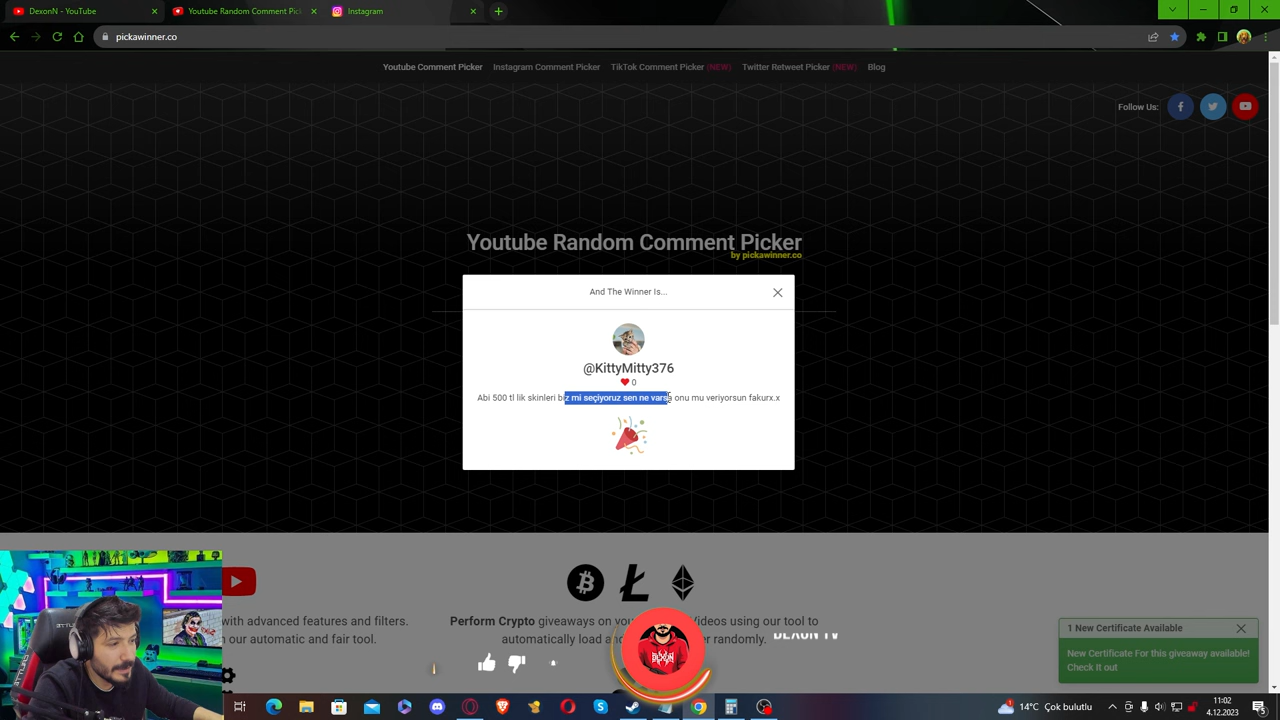 DexonN - YouTube
Youtube Random Comment Pick
Instagram
pickawinner.co
Youtube Comment Picker
Instagram Comment Picker
TikTok Comment Picker (NEW)
Twitter Retweet Picker (NEW)
Blog
Follow Us:
Youtube Random Comment Picker
by pickawinner.co
And The Winner Is...
@KittyMitty376
0
Abi 500 tl lik skinleri biz mi seçiyoruz sen ne varsa onu mu veriyorsun fakurx.x
with advanced features and filters.
our automatic and fair tool.
Perform Crypto giveaways on your Videos using our tool to
automatically load and randomly.
DEXON TV
1 New Certificate Available
New Certificate For this giveaway available!
Check It out
14°C Çok bulutlu
11:02
4.12.2023